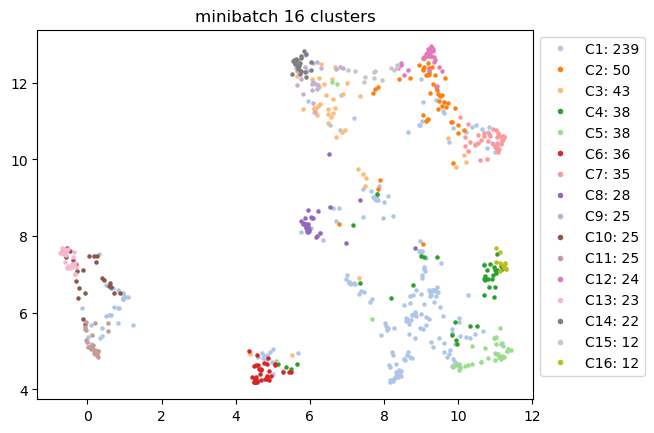 minibatch 16 clusters
12
10
8
6
4
0
2
4
6
8
10
12
C1: 239
C2: 50
C3: 43
C4: 38
C5: 38
C6: 36
C7: 35
C8: 28
C9: 25
C10: 25
C11: 25
C12: 24
C13: 23
C14: 22
C15: 12
C16: 12